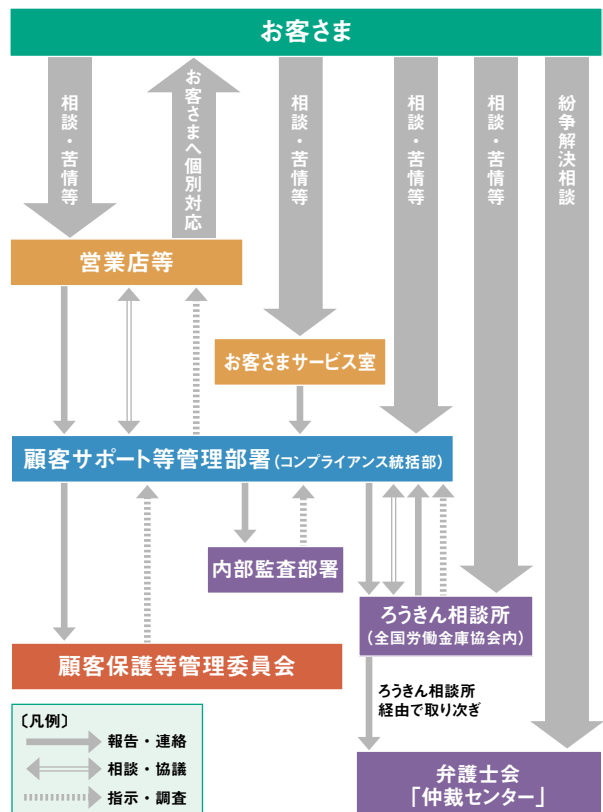 お客さま
相談・苦情等
お客さまへ個別対応
相談・苦情等
相談・苦情等
相談・苦情等
紛争解決相談
営業店等
お客さまサービス室
顧客サポート等管理部署(コンプライアンス統括部)
内部監査部署
ろうきん相談所
(全国労働金庫協会内)
顧客保護等管理委員会
ろうきん相談所
経由で取り次ぎ
〔凡例〕
報告・連絡
相談・協議
指示・調査
弁護士会
「仲裁センター」